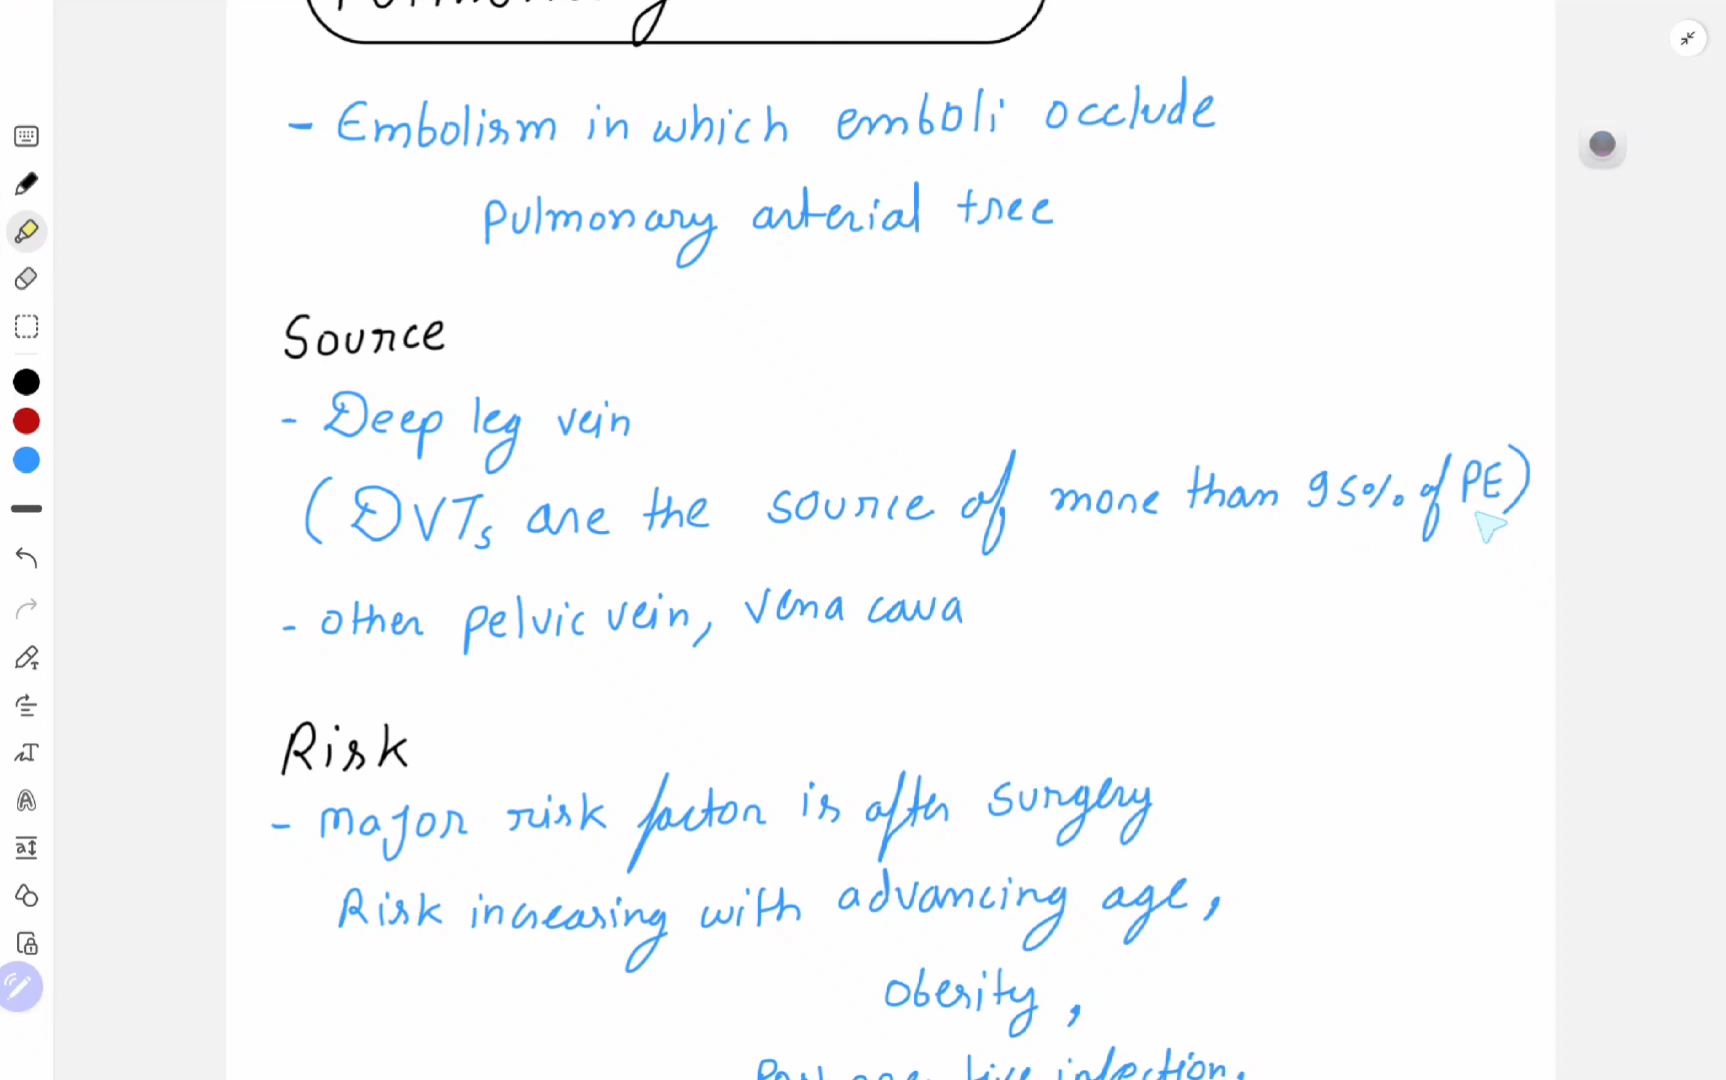 - Embolism in which emboli occlude
pulmonary arterial tree
Source
- Deep leg vein
(DVTs are the source of more than 95% of PE)
- other pelvic vein, vena cava
Risk
- major risk factor is after surgery
Risk increasing with advancing age,
obesity,
infection,